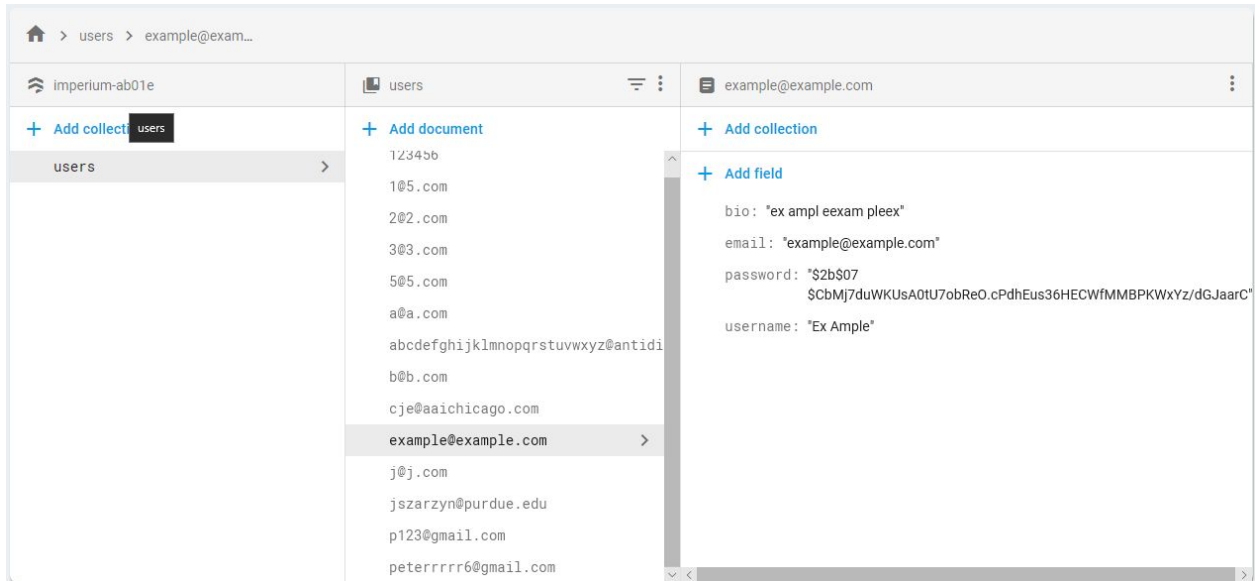 > users > example@exam...
imperium-ab01e
users
example@example.com
+ Add collecti
users
+ Add document
+ Add collection
users
123456
1@5.com
2@2.com
3@3.com
5@5.com
a@a.com
abcdefghijklmnopqrstuvwxyz@antidi
b@b.com
cje@aaichicago.com
example@example.com
j@j.com
jszarzyn@purdue.edu
p123@gmail.com
peterrrrr6@gmail.com
+ Add field
bio: "ex ampl eexam pleex"
email: "example@example.com"
password: "$2b$07
$CbMj7duWKUsA0tU7obReO.cPdhEus36HECWfMMBPKWxYz/dGJaarC"
username: "Ex Ample"